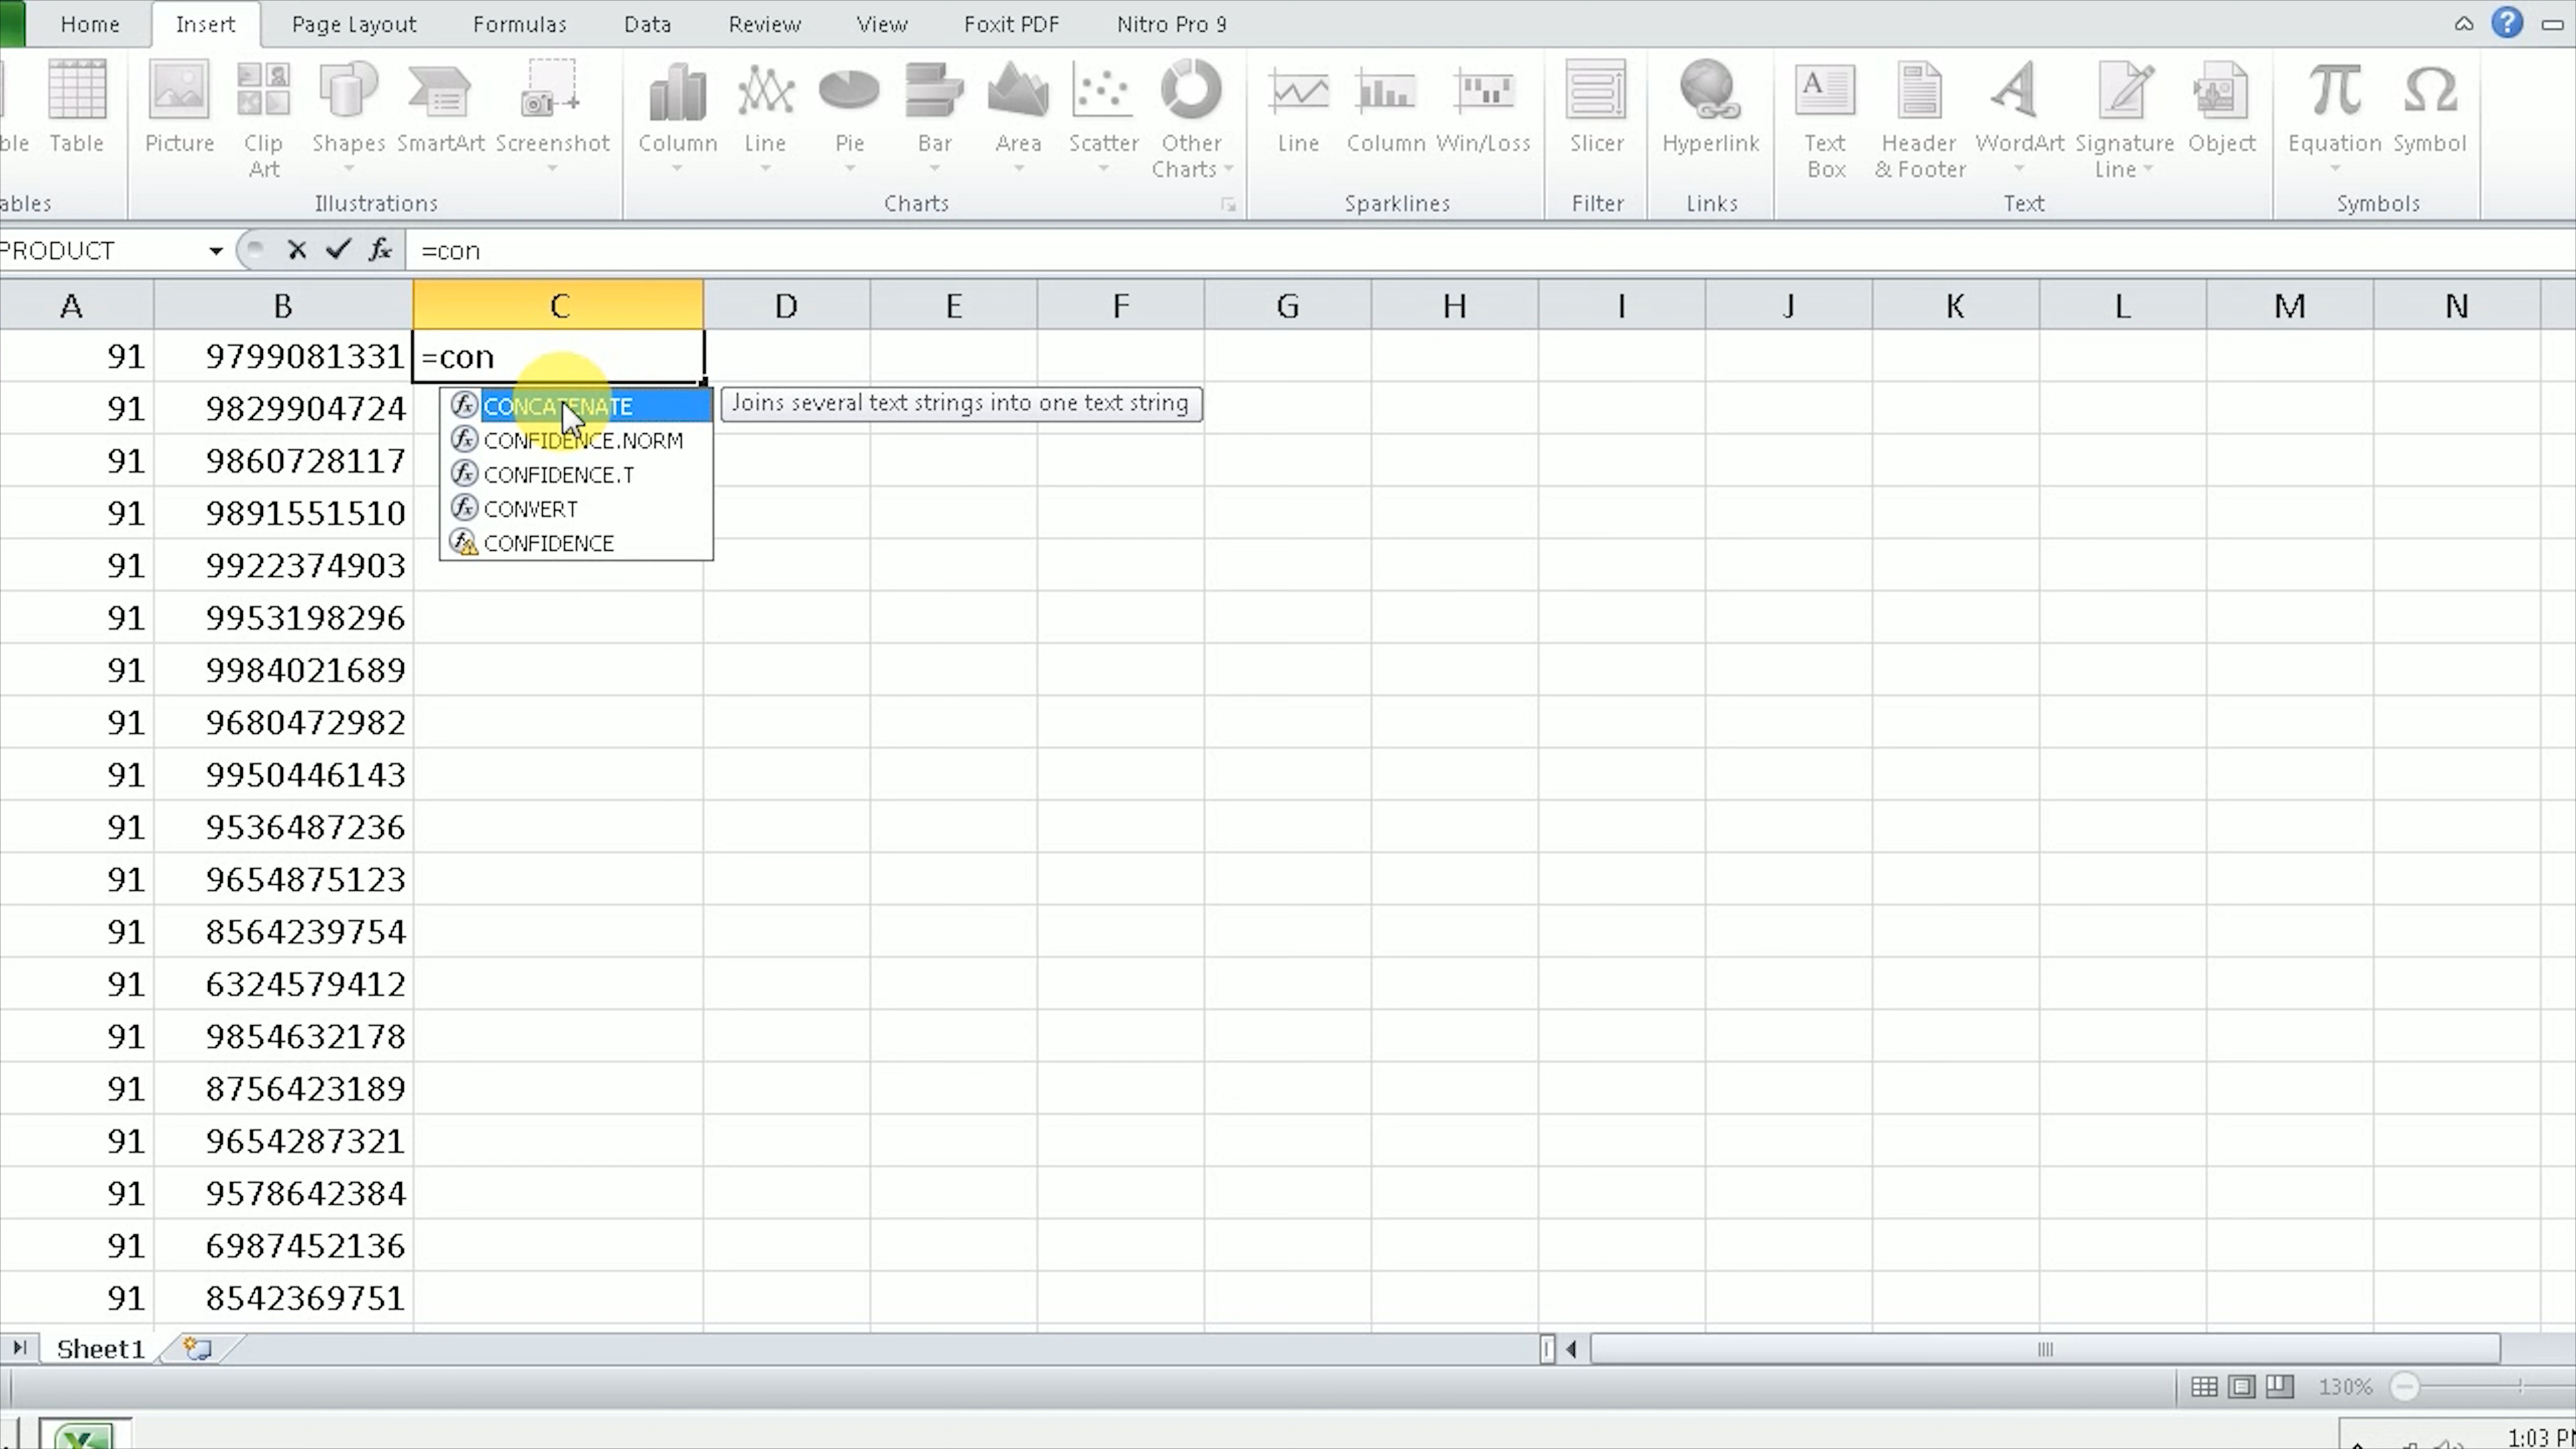 Home Insert Page Layout Formulas Data Review View Foxit PDF Nitro Pro 9
Table Picture Clip Art Shapes SmartArt Screenshot Column Line Pie Bar Area Scatter Other Charts Line Column Win/Loss Slicer Hyperlink Text Box Header & Footer WordArt Signature Line Object Equation Symbol
Illustrations Charts Sparklines Filter Links Text Symbols
PRODUCT fx =con
A B C D E F G H I J K L M N
91 9799081331 =con
91 9829904724 CONCATENATE Joins several text strings into one text string
CONFIDENCE.NORM
91 9860728117 CONFIDENCE.T
91 9891551510 CONVERT
CONFIDENCE
91 9922374903
91 9953198296
91 9984021689
91 9680472982
91 9950446143
91 9536487236
91 9654875123
91 8564239754
91 6324579412
91 9854632178
91 8756423189
91 9654287321
91 9578642384
91 6987452136
91 8542369751
Sheet1
130%
1:03 PM